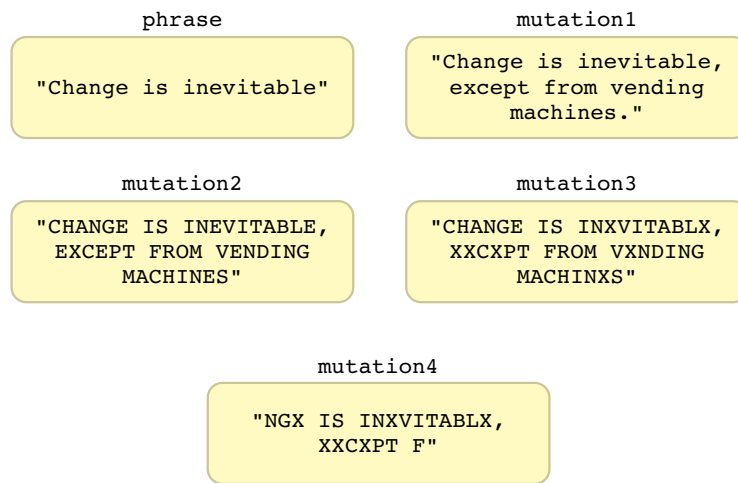 phrase
"Change is inevitable"
mutation1
"Change is inevitable,
except from vending
machines."
mutation2
"CHANGE IS INEVITABLE,
EXCEPT FROM VENDING
MACHINES"
mutation3
"CHANGE IS INXVITABLX,
XXCXPT FROM VXNDING
MACHINXS"
mutation4
"NGX IS INXVITABLX,
XXCXPT F"